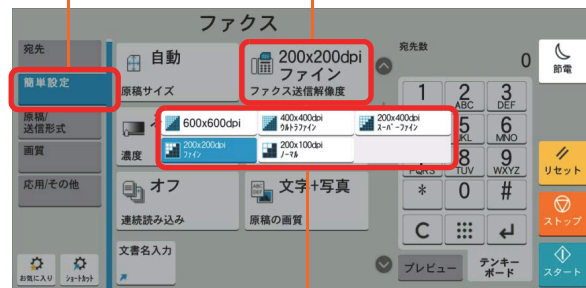 ファクス
宛先
簡単設定
原稿/
送信形式
画質
応用/その他
お気に入り
ショートカット
自動
原稿サイズ
200x200dpi
ファイン
ファクス送信解像度
600x600dpi
400x400dpi
ウルトラファイン
200x400dpi
スーパーファイン
200x200dpi
ファイン
200x100dpi
ノーマル
濃度
オフ
連続読み込み
文字+写真
原稿の画質
文書名入力
宛先数
0
1
2
ABC
3
DEF
5
JKL
6
MNO
PQRS
8
TUV
9
WXYZ
*
0
#
C
プレビュー
テンキー
ボード
節電
リセット
ストップ
スタート